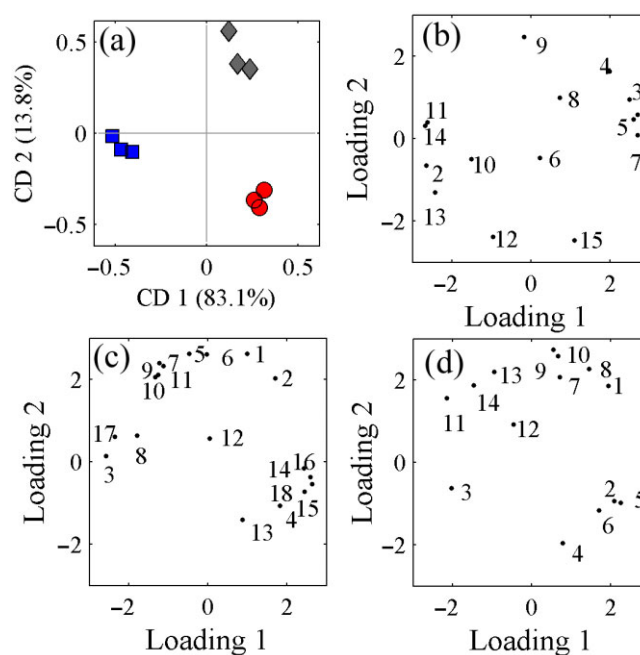 (a)
0.5
0
−0.5
−0.5 0 0.5
CD 2 (13.8%)
CD 1 (83.1%)
(b)
2
0
−2
−2 0 2
Loading 2
Loading 1
9
4
3
8
11
14
5
7
6
10
2
13
12
15
(c)
2
0
−2
−2 0 2
Loading 2
Loading 1
9 7 5 6 1
10 11 2
17
8
3
12
14 16
18 15
13 4
(d)
2
0
−2
−2 0 2
Loading 2
Loading 1
13 9 10 8
7 1
14
11
12
3
2 5
6
4